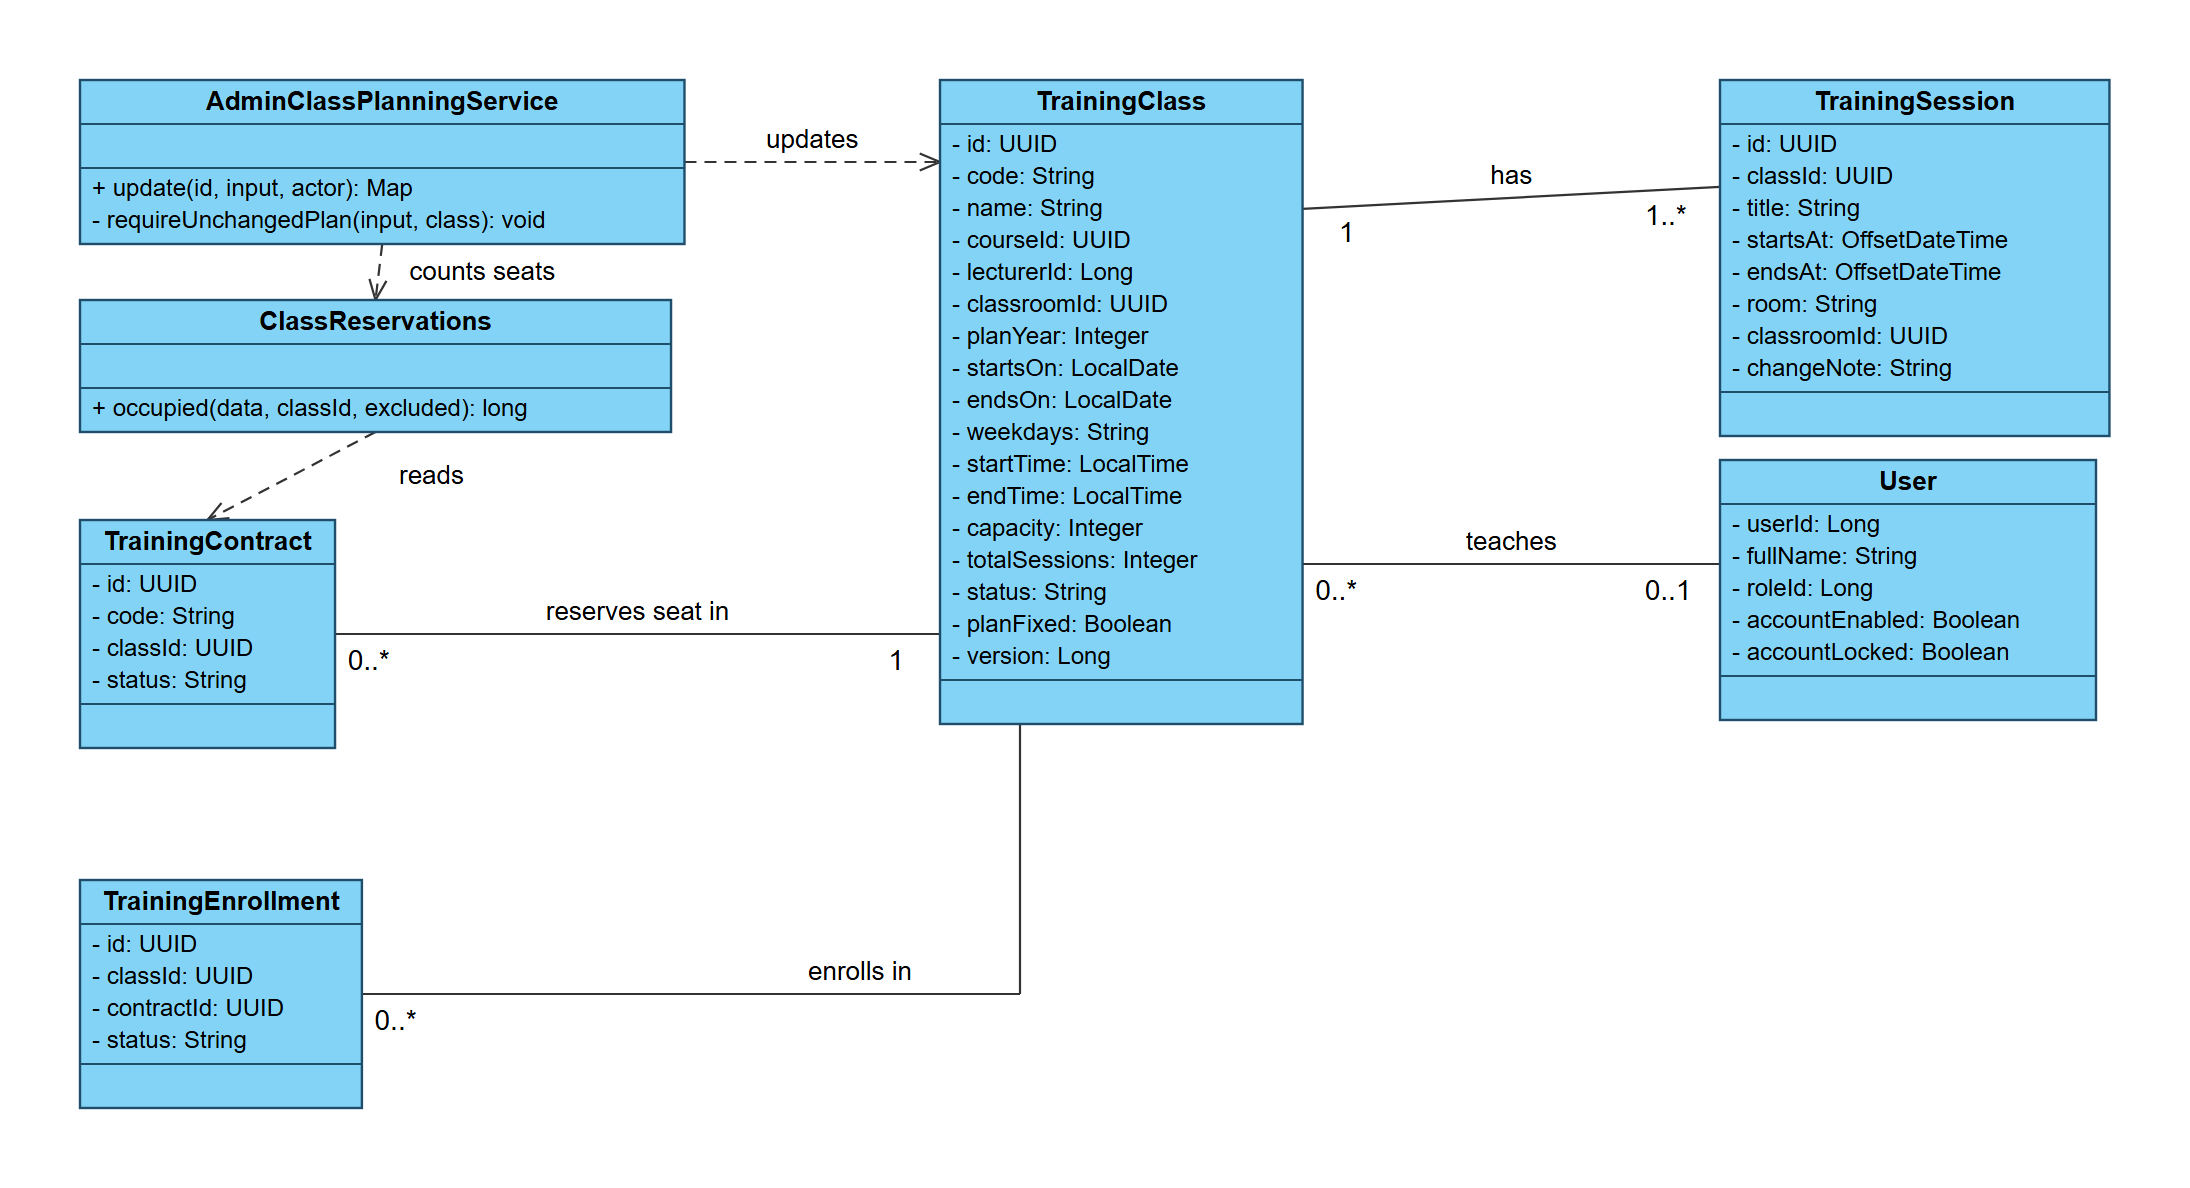 AdminClassPlanningService
+ update(id, input, actor): Map
- requireUnchangedPlan(input, class): void
updates
counts seats
ClassReservations
+ occupied(data, classId, excluded): long
reads
TrainingContract
- id: UUID
- code: String
- classId: UUID
- status: String
reserves seat in
0..*
1
TrainingEnrollment
- id: UUID
- classId: UUID
- contractId: UUID
- status: String
enrolls in
0..*
TrainingClass
- id: UUID
- code: String
- name: String
- courseId: UUID
- lecturerId: Long
- classroomId: UUID
- planYear: Integer
- startsOn: LocalDate
- endsOn: LocalDate
- weekdays: String
- startTime: LocalTime
- endTime: LocalTime
- capacity: Integer
- totalSessions: Integer
- status: String
- planFixed: Boolean
- version: Long
has
1
1..*
teaches
0..*
0..1
TrainingSession
- id: UUID
- classId: UUID
- title: String
- startsAt: OffsetDateTime
- endsAt: OffsetDateTime
- room: String
- classroomId: UUID
- changeNote: String
User
- userId: Long
- fullName: String
- roleId: Long
- accountEnabled: Boolean
- accountLocked: Boolean